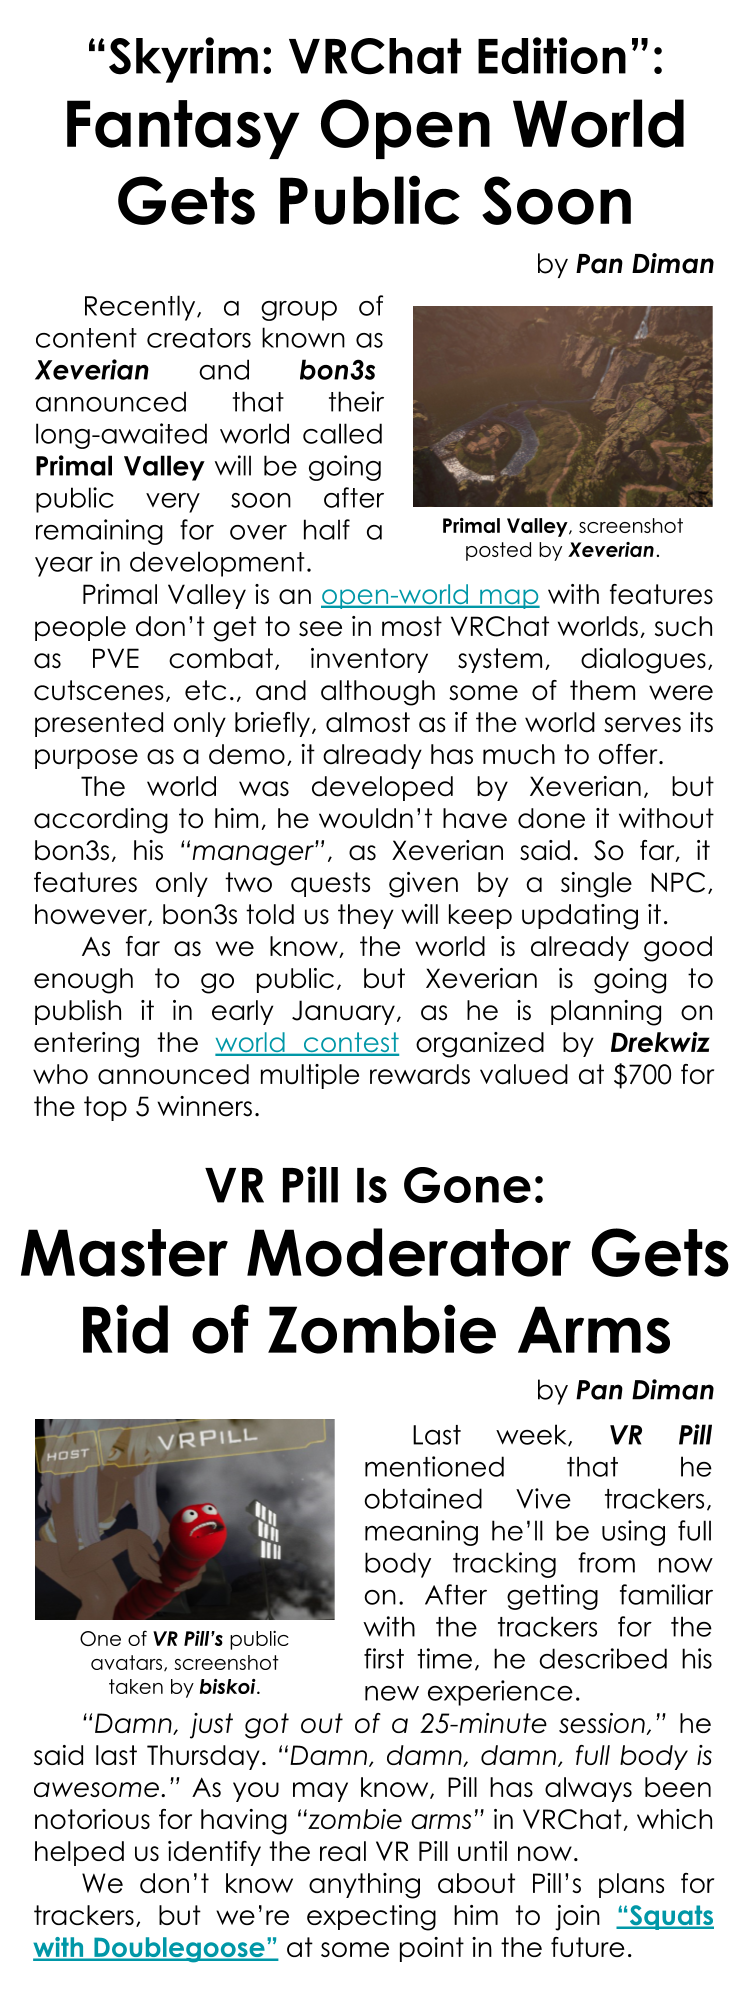 “Skyrim: VRChat Edition”:
Fantasy Open World
Gets Public Soon
by Pan Diman
Recently, a group of
content creators known as
Xeverian and bon3s
announced that their
long-awaited world called
Primal Valley will be going
public very soon after
remaining for over half a
year in development.
Primal Valley, screenshot
posted by Xeverian.
Primal Valley is an open-world map with features
people don’t get to see in most VRChat worlds, such
as PVE combat, inventory system, dialogues,
cutscenes, etc., and although some of them were
presented only briefly, almost as if the world serves its
purpose as a demo, it already has much to offer.
The world was developed by Xeverian, but
according to him, he wouldn’t have done it without
bon3s, his “manager”, as Xeverian said. So far, it
features only two quests given by a single NPC,
however, bon3s told us they will keep updating it.
As far as we know, the world is already good
enough to go public, but Xeverian is going to
publish it in early January, as he is planning on
entering the world contest organized by Drekwiz
who announced multiple rewards valued at $700 for
the top 5 winners.
VR Pill Is Gone:
Master Moderator Gets
Rid of Zombie Arms
by Pan Diman
HOST VRPILL
One of VR Pill’s public
avatars, screenshot
taken by biskoi.
Last week, VR Pill
mentioned that he
obtained Vive trackers,
meaning he’ll be using full
body tracking from now
on. After getting familiar
with the trackers for the
first time, he described his
new experience.
“Damn, just got out of a 25-minute session,” he
said last Thursday. “Damn, damn, damn, full body is
awesome.” As you may know, Pill has always been
notorious for having “zombie arms” in VRChat, which
helped us identify the real VR Pill until now.
We don’t know anything about Pill’s plans for
trackers, but we’re expecting him to join “Squats
with Doublegoose” at some point in the future.